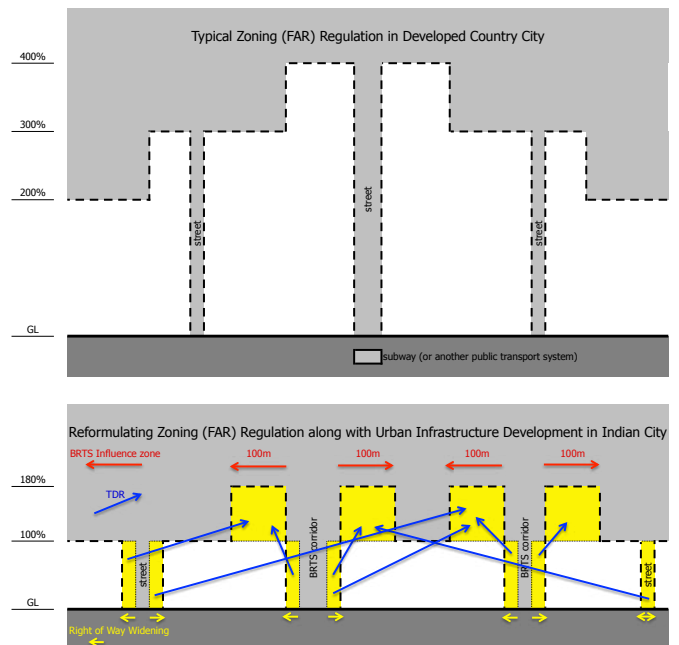 Typical Zoning (FAR) Regulation in Developed Country City
400%
300%
200%
street
street
street
GL
subway (or another public transport system)
Reformulating Zoning (FAR) Regulation along with Urban Infrastructure Development in Indian City
BRTS Influence zone
100m
100m
100m
100m
180%
TDR
100%
street
BRTS corridor
BRTS corridor
street
GL
Right of Way Widening